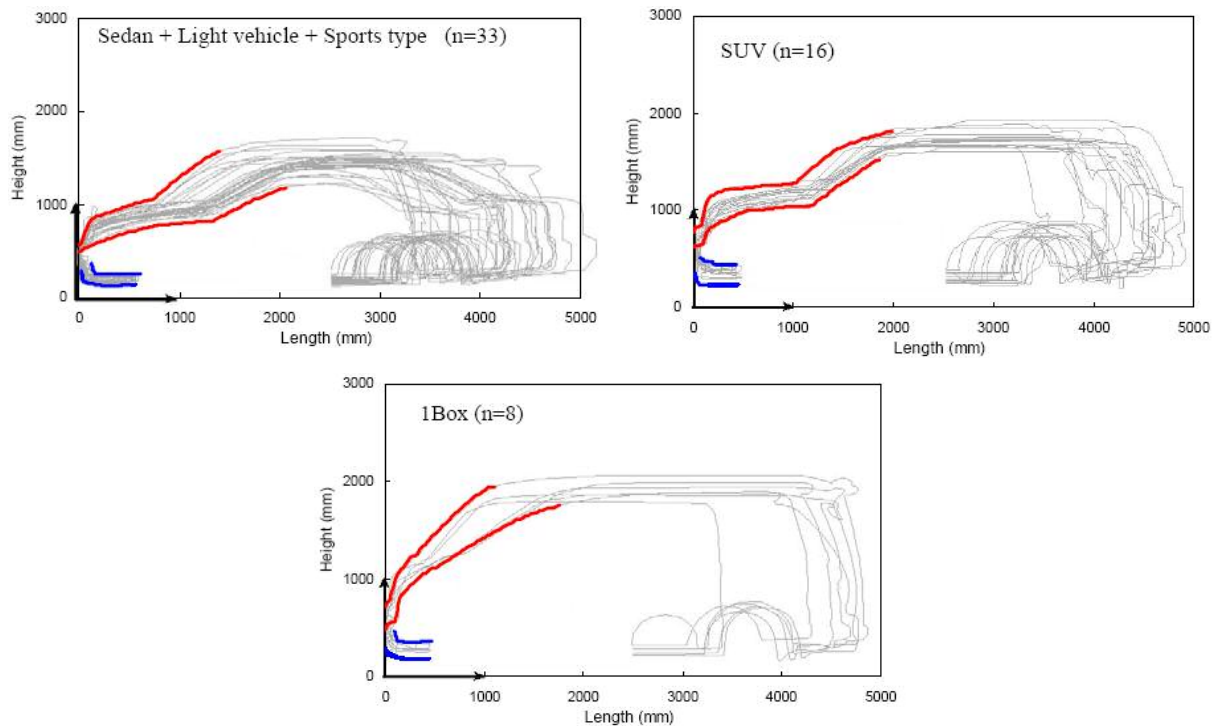 Sedan + Light vehicle + Sports type (n=33)
3000
2000
1000
0
Height (mm)
0 1000 2000 3000 4000 5000
Length (mm)
SUV (n=16)
3000
2000
1000
0
Height (mm)
0 1000 2000 3000 4000 5000
Length (mm)
1Box (n=8)
3000
2000
1000
0
Height (mm)
0 1000 2000 3000 4000 5000
Length (mm)